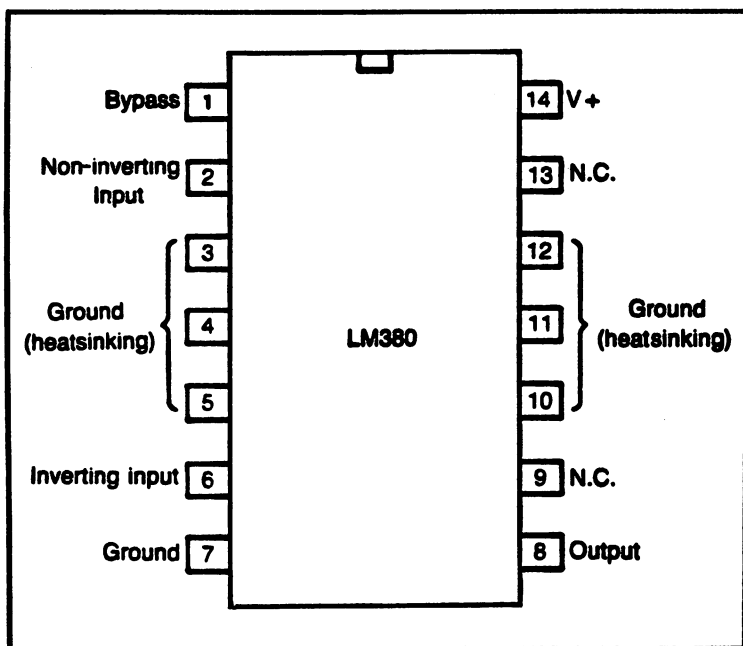 Bypass 1
Non-inverting 2
Input
3
Ground
(heatsinking)
4
5
Inverting input 6
Ground 7
LM380
14 V+
13 N.C.
12
Ground
(heatsinking)
11
10
9 N.C.
8 Output